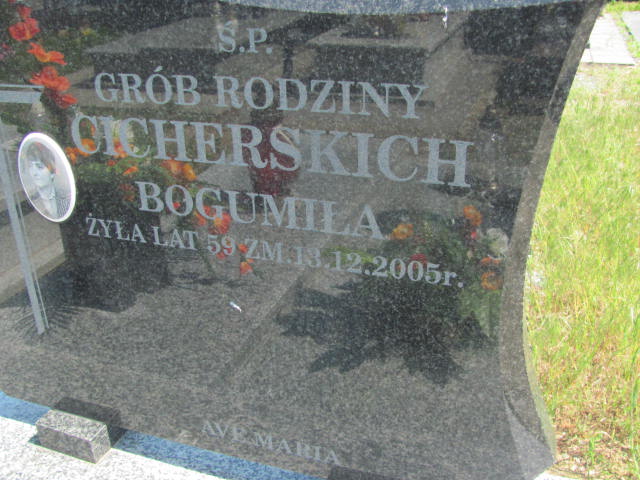 Ś.P.
GRÓB RODZINY
CICHERSKICH
BOGUMIŁA
ŻYŁA LAT 59, ZM. 13.12.2005r.
AVE MARIA